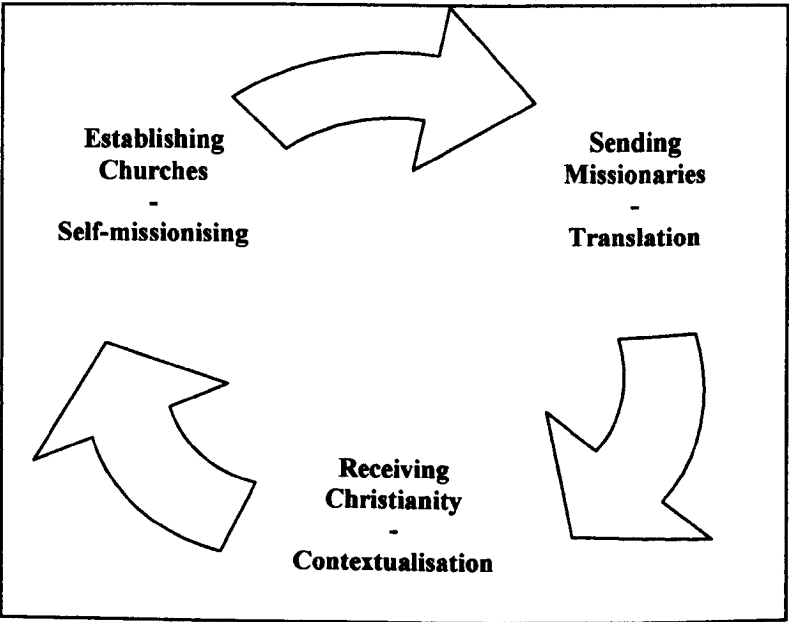 Establishing
Churches
-
Self-missionising
Sending
Missionaries
-
Translation
Receiving
Christianity
-
Contextualisation